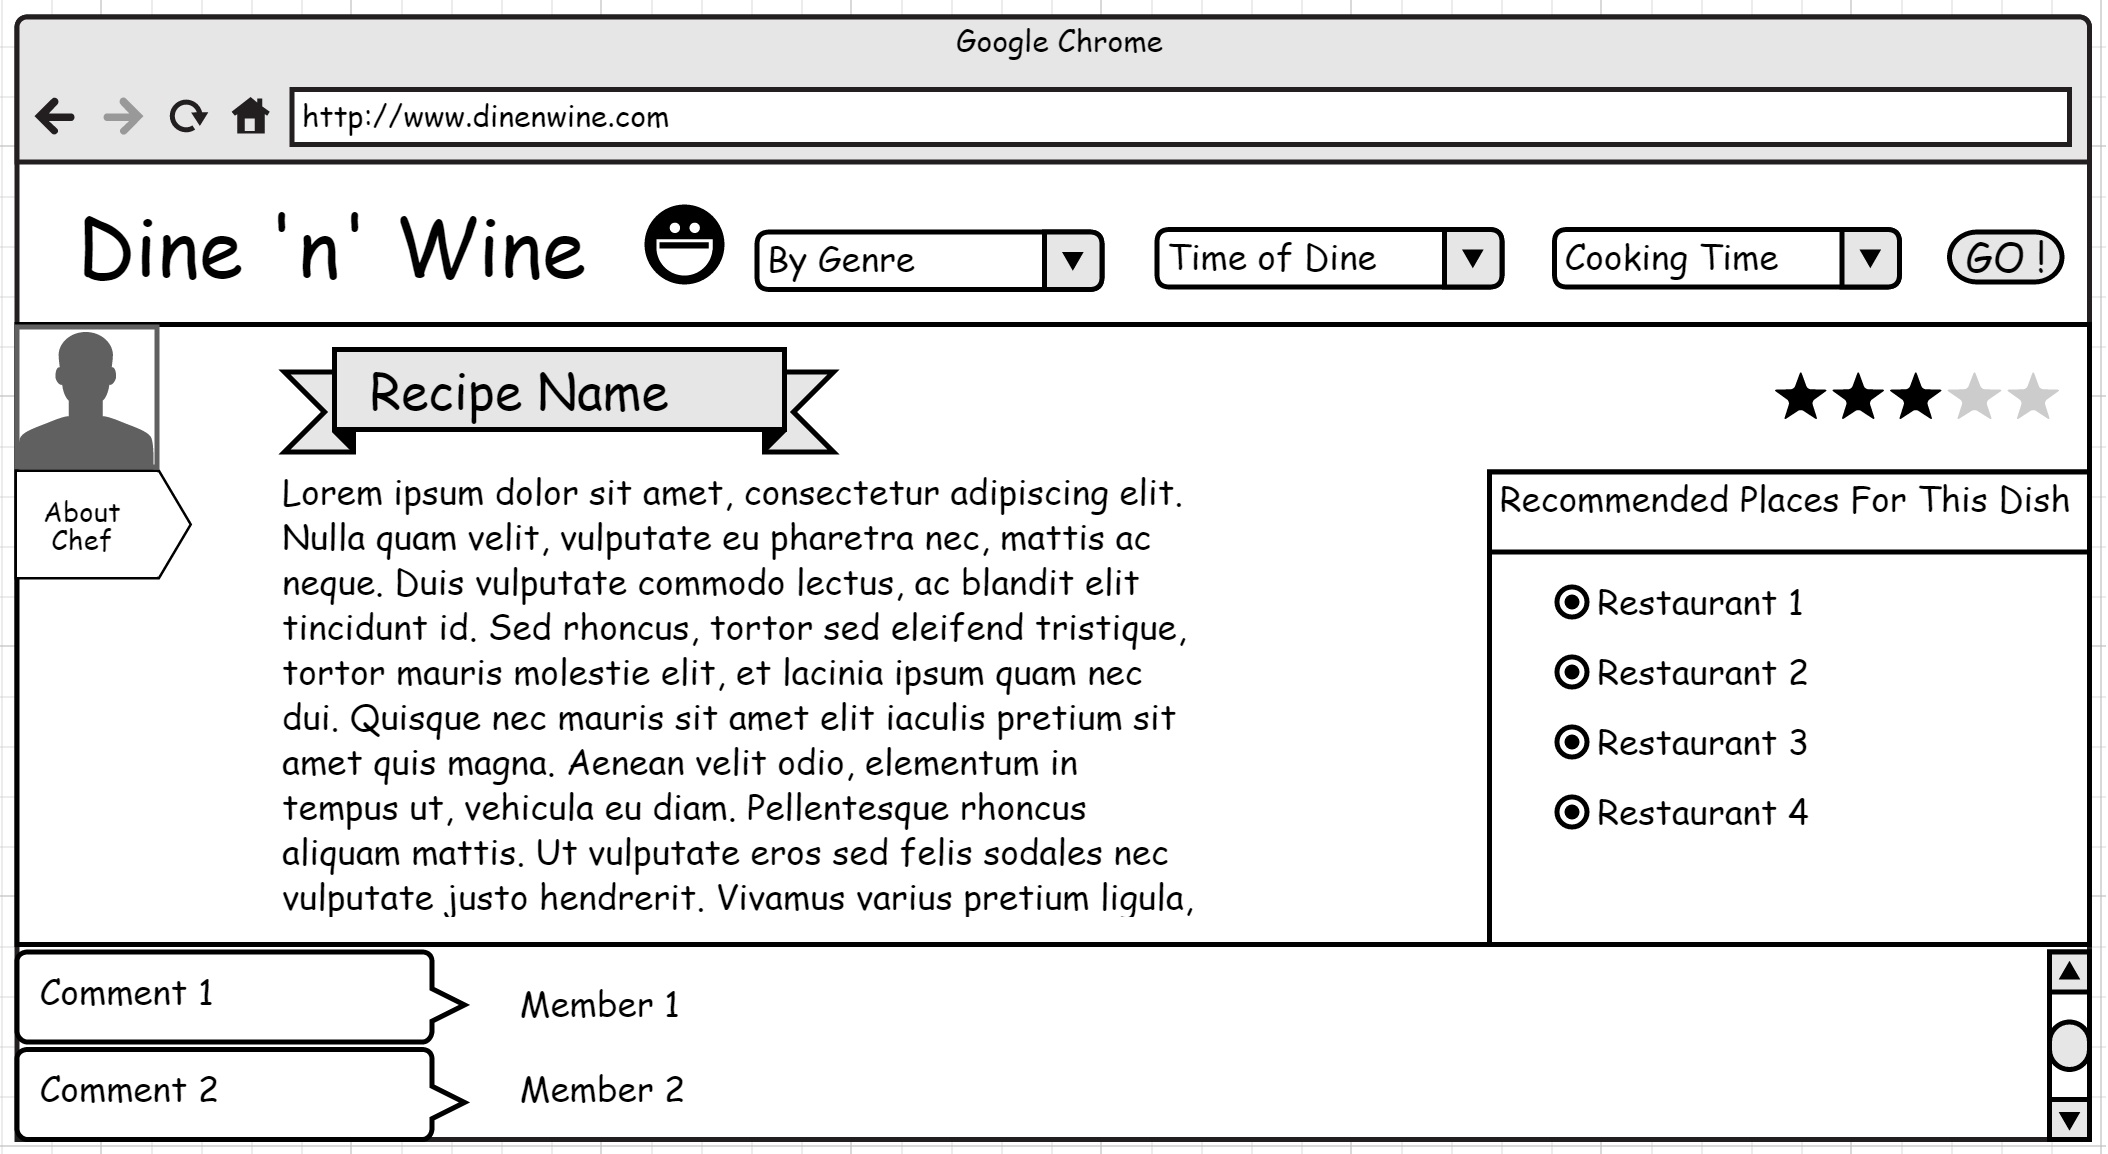 Google Chrome
http://www.dinenwine.com
Dine 'n' Wine
By Genre
Time of Dine
Cooking Time
GO !
Recipe Name
About
Chef
Lorem ipsum dolor sit amet, consectetur adipiscing elit.
Nulla quam velit, vulputate eu pharetra nec, mattis ac
neque. Duis vulputate commodo lectus, ac blandit elit
tincidunt id. Sed rhoncus, tortor sed eleifend tristique,
tortor mauris molestie elit, et lacinia ipsum quam nec
dui. Quisque nec mauris sit amet elit iaculis pretium sit
amet quis magna. Aenean velit odio, elementum in
tempus ut, vehicula eu diam. Pellentesque rhoncus
aliquam mattis. Ut vulputate eros sed felis sodales nec
vulputate justo hendrerit. Vivamus varius pretium ligula,
Recommended Places For This Dish
Restaurant 1
Restaurant 2
Restaurant 3
Restaurant 4
Comment 1
Member 1
Comment 2
Member 2